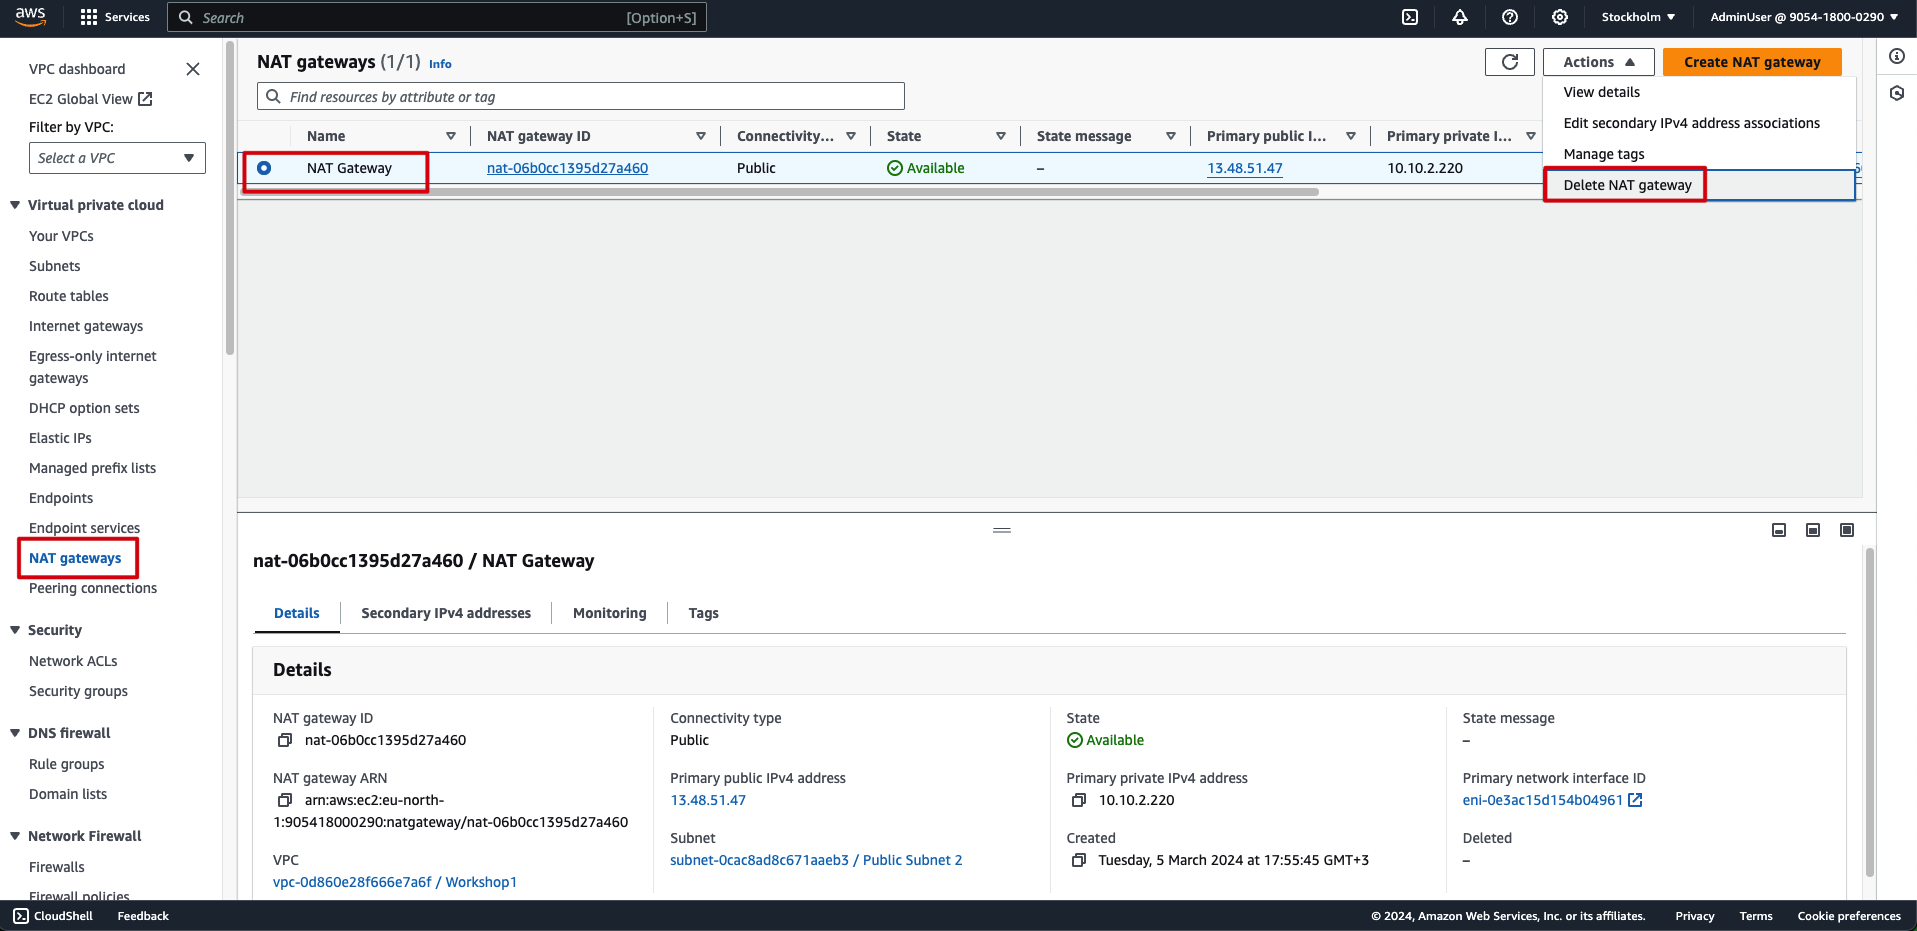 aws
Services
Search
[Option+S]
Stockholm
AdminUser @ 9054-1800-0290
VPC dashboard
EC2 Global View
Filter by VPC:
Select a VPC
Virtual private cloud
Your VPCs
Subnets
Route tables
Internet gateways
Egress-only internet
gateways
DHCP option sets
Elastic IPs
Managed prefix lists
Endpoints
Endpoint services
NAT gateways
Peering connections
Security
Network ACLs
Security groups
DNS firewall
Rule groups
Domain lists
Network Firewall
Firewalls
Firewall policies
NAT gateways (1/1) Info
Actions
Create NAT gateway
Find resources by attribute or tag
View details
Edit secondary IPv4 address associations
Manage tags
Delete NAT gateway
Name
NAT gateway ID
Connectivity...
State
State message
Primary public I...
Primary private I...
NAT Gateway
nat-06b0cc1395d27a460
Public
Available
–
13.48.51.47
10.10.2.220
nat-06b0cc1395d27a460 / NAT Gateway
Details
Secondary IPv4 addresses
Monitoring
Tags
Details
NAT gateway ID
nat-06b0cc1395d27a460
Connectivity type
Public
State
Available
State message
–
NAT gateway ARN
arn:aws:ec2:eu-north-
1:905418000290:natgateway/nat-06b0cc1395d27a460
Primary public IPv4 address
13.48.51.47
Primary private IPv4 address
10.10.2.220
Primary network interface ID
eni-0e3ac15d154b04961
VPC
vpc-0d860e28f666e7a6f / Workshop1
Subnet
subnet-0cac8ad8c671aaeb3 / Public Subnet 2
Created
Tuesday, 5 March 2024 at 17:55:45 GMT+3
Deleted
–
CloudShell
Feedback
© 2024, Amazon Web Services, Inc. or its affiliates.
Privacy
Terms
Cookie preferences